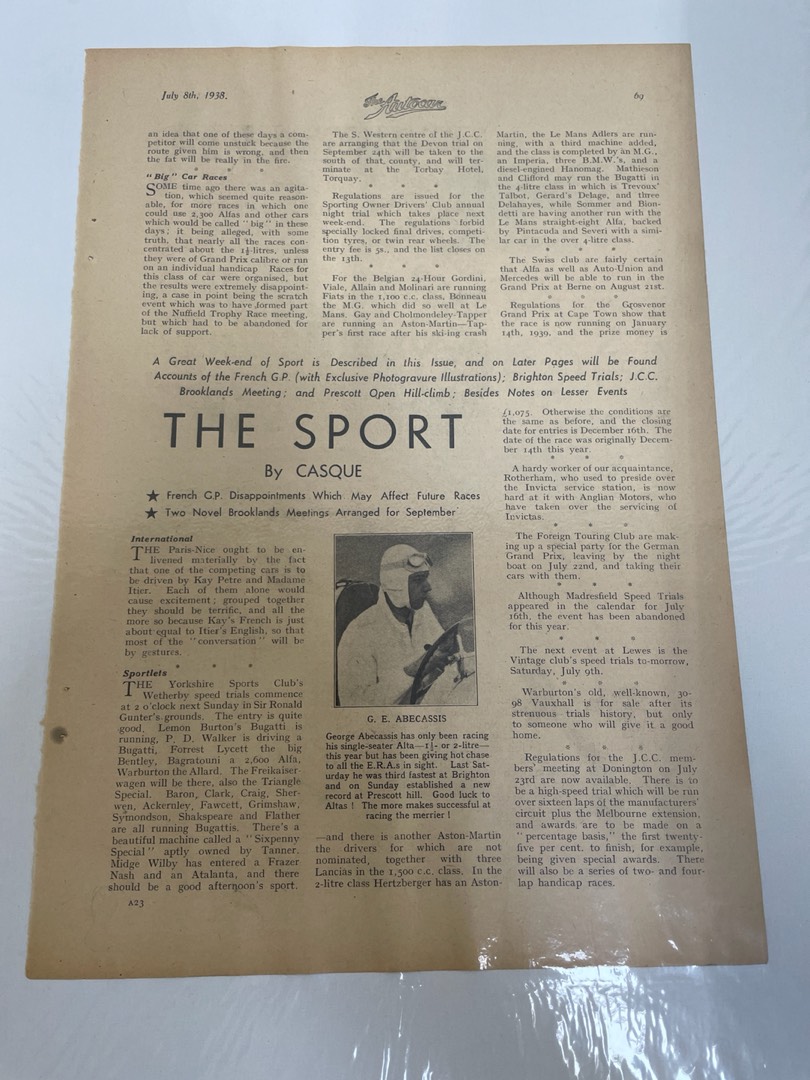 July 8th, 1938.
The Autocar
69
an idea that one of these days a com-
petitor will come unstuck because the
route given him is wrong, and then
the fat will be really in the fire.
* * *
"Big" Car Races
SOME time ago there was an agita-
tion, which seemed quite reason-
able, for more races in which one
could use 2,300 Alfas and other cars
which would be called "big" in these
days; it being alleged, with some
truth, that nearly all the races con-
centrated about the 1½-litres, unless
they were of Grand Prix calibre or run
on an individual handicap Races for
this class of car were organised, but
the results were extremely disappoint-
ing, a case in point being the scratch
event which was to have formed part
of the Nuffield Trophy Race meeting,
but which had to be abandoned for
lack of support.
The S. Western centre of the J.C.C.
are arranging that the Devon trial on
September 24th will be taken to the
south of that county, and will ter-
minate at the Torbay Hotel,
Torquay.
* * *
Regulations are issued for the
Sporting Owner Drivers' Club annual
night trial which takes place next
week-end. The regulations forbid
specially locked final drives, competi-
tion tyres, or twin rear wheels. The
entry fee is 5s., and the list closes on
the 13th.
* * *
For the Belgian 24-Hour Gordini,
Viale, Allain and Molinari are running
Fiats in the 1,100 c.c. class, Bonneau
the M.G. which did so well at Le
Mans. Gay and Cholmondeley-Tapper
are running an Aston-Martin—Tap-
per's first race after his ski-ing crash
Martin, the Le Mans Adlers are run-
ning, with a third machine added,
and the class is completed by an M.G.,
an Imperia, three B.M.W.'s, and a
diesel-engined Hanomag. Mathieson
and Clifford may run the Bugatti in
the 4-litre class in which is Trevoux'
Talbot, Gerard's Delage, and three
Delahayes, while Sommer and Bion-
detti are having another run with the
Le Mans straight-eight Alfa, backed
by Pintacuda and Severi with a simi-
lar car in the over 4-litre class.
* * *
The Swiss club are fairly certain
that Alfa as well as Auto-Union and
Mercedes will be able to run in the
Grand Prix at Berne on August 21st.
* * *
Regulations for the Grosvenor
Grand Prix at Cape Town show that
the race is now running on January
14th, 1939, and the prize money is
A Great Week-end of Sport is Described in this Issue, and on Later Pages will be Found
Accounts of the French G.P. (with Exclusive Photogravure Illustrations); Brighton Speed Trials; J.C.C.
Brooklands Meeting; and Prescott Open Hill-climb; Besides Notes on Lesser Events
THE SPORT
By CASQUE
★ French G.P. Disappointments Which May Affect Future Races
★ Two Novel Brooklands Meetings Arranged for September
International
THE Paris-Nice ought to be en-
livened materially by the fact
that one of the competing cars is to
be driven by Kay Petre and Madame
Itier. Each of them alone would
cause excitement; grouped together
they should be terrific, and all the
more so because Kay's French is just
about equal to Itier's English, so that
most of the "conversation" will be
by gestures.
* * *
Sportlets
THE Yorkshire Sports Club's
Wetherby speed trials commence
at 2 o'clock next Sunday in Sir Ronald
Gunter's grounds. The entry is quite
good. Lemon Burton's Bugatti is
running, P. D. Walker is driving a
Bugatti, Forrest Lycett the big
Bentley, Bagratouni a 2,600 Alfa,
Warburton the Allard. The Freikaiser-
wagen will be there, also the Triangle
Special. Baron, Clark, Craig, Sher-
wen, Ackernley, Fawcett, Grimshaw,
Symondson, Shakspeare and Flather
are all running Bugattis. There's a
beautiful machine called a "Sixpenny
Special" aptly owned by Tanner.
Midge Wilby has entered a Frazer
Nash and an Atalanta, and there
should be a good afternoon's sport.
A23
G. E. ABECASSIS
George Abecassis has only been racing
his single-seater Alta—1½- or 2-litre—
this year but has been giving hot chase
to all the E.R.A.s in sight. Last Sat-
urday he was third fastest at Brighton
and on Sunday established a new
record at Prescott hill. Good luck to
Altas! The more makes successful at
racing the merrier!
—and there is another Aston-Martin
the drivers for which are not
nominated, together with three
Lancias in the 1,500 c.c. class. In the
2-litre class Hertzberger has an Aston-
£1,075. Otherwise the conditions are
the same as before, and the closing
date for entries is December 16th. The
date of the race was originally Decem-
ber 14th this year.
* * *
A hardy worker of our acquaintance,
Rotherham, who used to preside over
the Invicta service station, is now
hard at it with Anglian Motors, who
have taken over the servicing of
Invictas.
* * *
The Foreign Touring Club are mak-
ing up a special party for the German
Grand Prix, leaving by the night
boat on July 22nd, and taking their
cars with them.
* * *
Although Madresfield Speed Trials
appeared in the calendar for July
16th, the event has been abandoned
for this year.
* * *
The next event at Lewes is the
Vintage club's speed trials to-morrow,
Saturday, July 9th.
* * *
Warburton's old, well-known, 30-
98 Vauxhall is for sale after its
strenuous trials history, but only
to someone who will give it a good
home.
* * *
Regulations for the J.C.C. mem-
bers' meeting at Donington on July
23rd are now available. There is to
be a high-speed trial which will be run
over sixteen laps of the manufacturers'
circuit plus the Melbourne extension,
and awards are to be made on a
"percentage basis," the first twenty-
five per cent. to finish, for example,
being given special awards. There
will also be a series of two- and four-
lap handicap races.